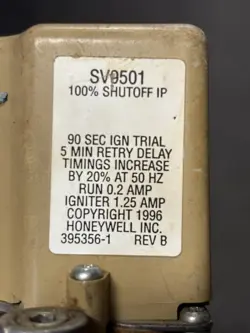 SV9501
100% SHUTOFF IP
90 SEC IGN TRIAL
5 MIN RETRY DELAY
TIMINGS INCREASE
BY 20% AT 50 HZ
RUN 0.2 AMP
IGNITER 1.25 AMP
COPYRIGHT 1996
HONEYWELL INC.
395356-1 REV B